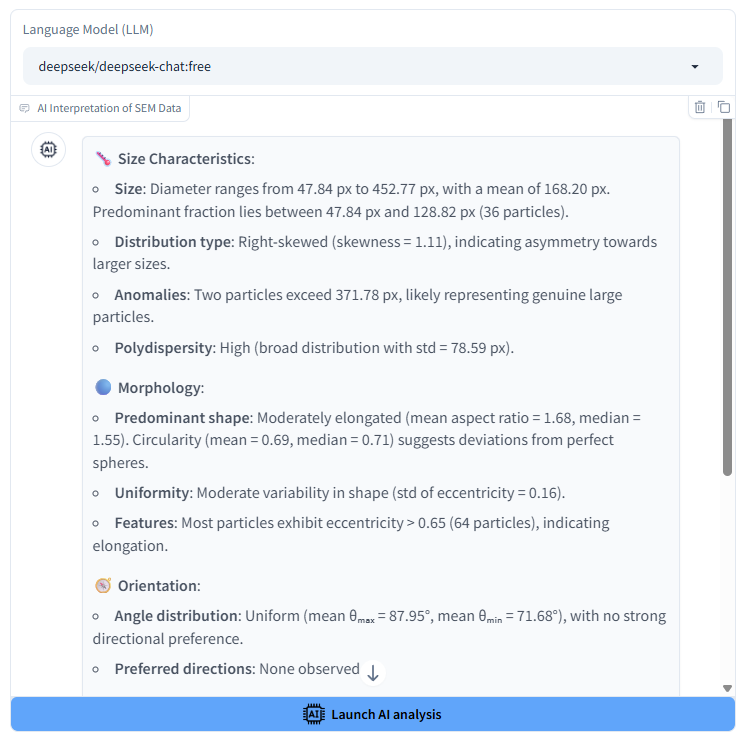 Language Model (LLM)
deepseek/deepseek-chat:free
AI Interpretation of SEM Data
AI
Size Characteristics:
Size: Diameter ranges from 47.84 px to 452.77 px, with a mean of 168.20 px.
Predominant fraction lies between 47.84 px and 128.82 px (36 particles).
Distribution type: Right-skewed (skewness = 1.11), indicating asymmetry towards
larger sizes.
Anomalies: Two particles exceed 371.78 px, likely representing genuine large
particles.
Polydispersity: High (broad distribution with std = 78.59 px).
Morphology:
Predominant shape: Moderately elongated (mean aspect ratio = 1.68, median =
1.55). Circularity (mean = 0.69, median = 0.71) suggests deviations from perfect
spheres.
Uniformity: Moderate variability in shape (std of eccentricity = 0.16).
Features: Most particles exhibit eccentricity > 0.65 (64 particles), indicating
elongation.
Orientation:
Angle distribution: Uniform (mean θₘₐₓ = 87.95°, mean θₘᵢₙ = 71.68°), with no strong
directional preference.
Preferred directions: None observed
AI Launch AI analysis